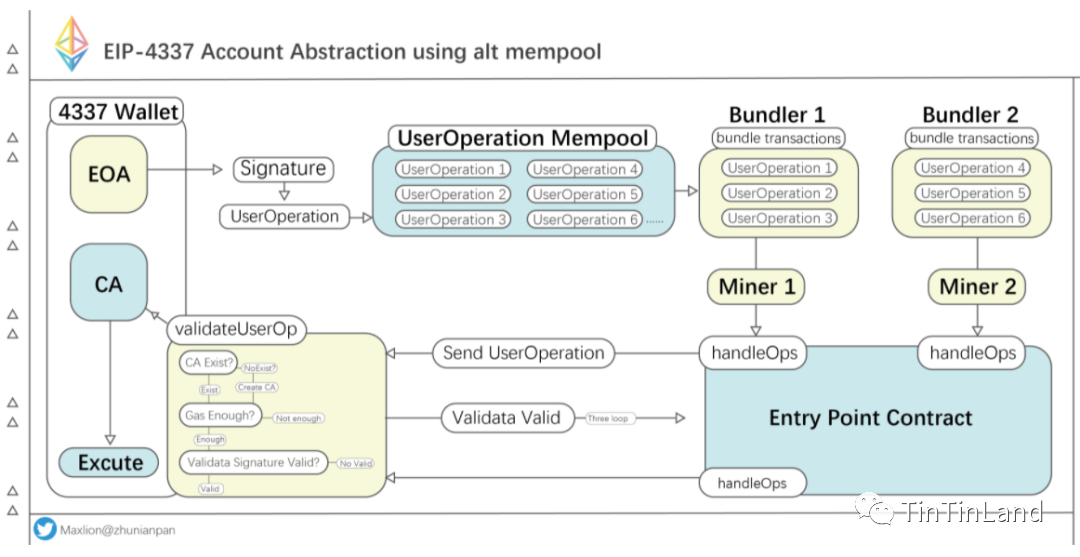 EIP-4337 Account Abstraction using alt mempool
4337 Wallet
EOA
CA
Excute
Signature
UserOperation
UserOperation Mempool
UserOperation 1
UserOperation 4
UserOperation 2
UserOperation 5
UserOperation 3
UserOperation 6 ......
Bundler 1
bundle transactions
UserOperation 1
UserOperation 2
UserOperation 3
Bundler 2
bundle transactions
UserOperation 4
UserOperation 5
UserOperation 6
Miner 1
Miner 2
handleOps
handleOps
Entry Point Contract
handleOps
Send UserOperation
Validata Valid
Three loop
validateUserOp
CA Exist?
NoExist?
Exist
Create CA
Gas Enough?
Not enough
Enough
Validata Signature Valid?
No Valid
Valid
Maxlion@zhunianpan
TinTinLand